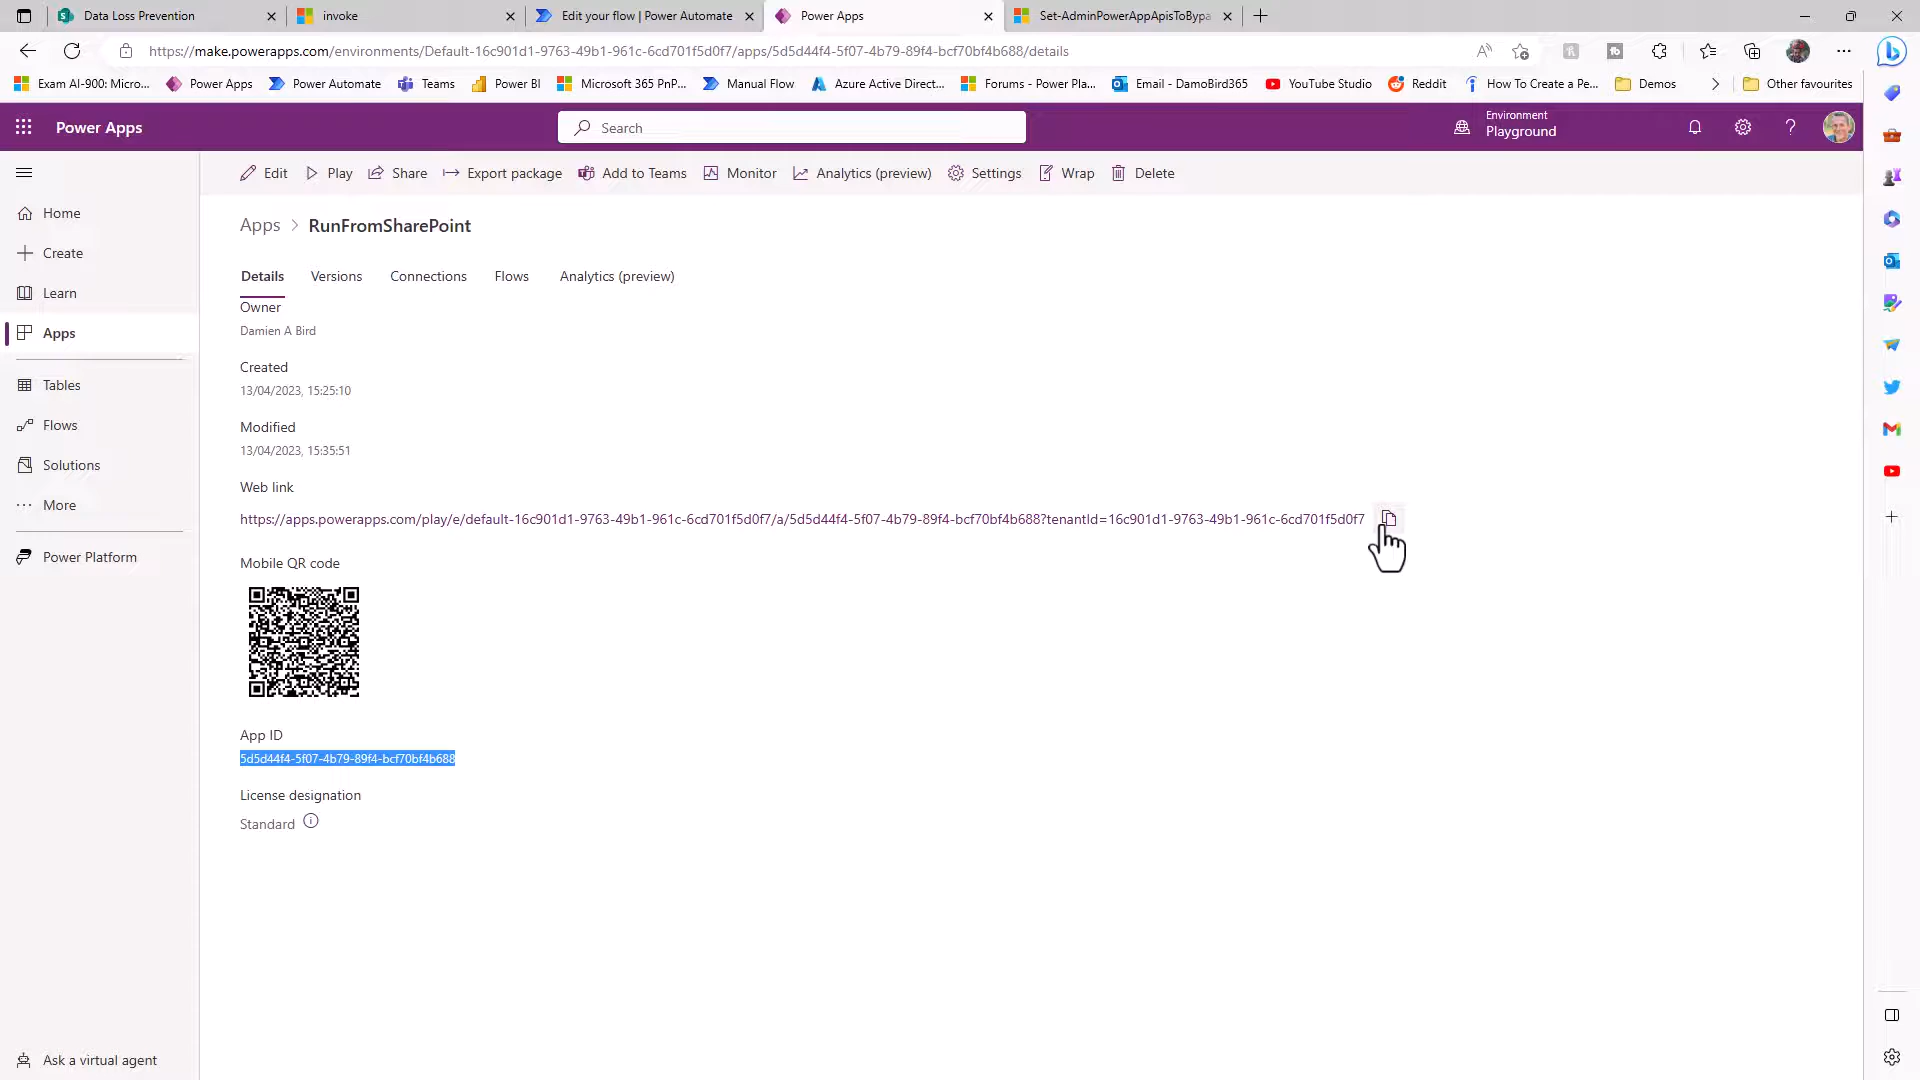 Data Loss Prevention
invoke
Edit your flow | Power Automate
Power Apps
Set-AdminPowerAppApisToBypa
https://make.powerapps.com/environments/Default-16c901d1-9763-49b1-961c-6cd701f5d0f7/apps/5d5d44f4-5f07-4b79-89f4-bcf70bf4b688/details
Exam AI-900: Micro...
Power Apps
Power Automate
Teams
Power BI
Microsoft 365 PnP...
Manual Flow
Azure Active Direct...
Forums - Power Pla...
Email - DamoBird365
YouTube Studio
Reddit
How To Create a Pe...
Demos
Other favourites
Power Apps
Search
Environment
Playground
Edit
Play
Share
Export package
Add to Teams
Monitor
Analytics (preview)
Settings
Wrap
Delete
Home
Create
Learn
Apps
Tables
Flows
Solutions
More
Power Platform
Ask a virtual agent
Apps > RunFromSharePoint
Details
Versions
Connections
Flows
Analytics (preview)
Owner
Damien A Bird
Created
13/04/2023, 15:25:10
Modified
13/04/2023, 15:35:51
Web link
https://apps.powerapps.com/play/e/default-16c901d1-9763-49b1-961c-6cd701f5d0f7/a/5d5d44f4-5f07-4b79-89f4-bcf70bf4b688?tenantId=16c901d1-9763-49b1-961c-6cd701f5d0f7
Mobile QR code
App ID
5d5d44f4-5f07-4b79-89f4-bcf70bf4b688
License designation
Standard